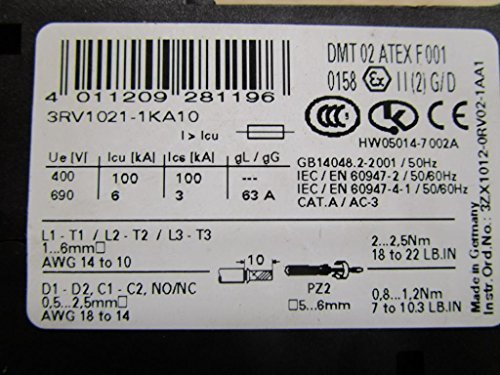 4 011209 281196
3RV1021-1KA10
I > Icu
DMT 02 ATEX F 001
0158 Ex II (2) G/D
CCC
HW05014-7002A
Ue [V] Icu [kA] Ics [kA] gL / gG
400 100 100 ---
690 6 3 63 A
GB14048.2-2001 / 50Hz
IEC / EN 60947-2 / 50/60Hz
IEC / EN 60947-4-1 / 50/60Hz
CAT.A / AC-3
L1 - T1 / L2 - T2 / L3 - T3
1...6mm□
AWG 14 to 10
10
2...2,5Nm
18 to 22 LB.IN
D1 - D2, C1 - C2, NO/NC
0,5...2,5mm□
AWG 18 to 14
PZ2
□5...6mm
0,8...1,2Nm
7 to 10.3 LB.IN
Made in Germany
Instr. Ord.No.: 3ZX1012-0RV02-1AA1